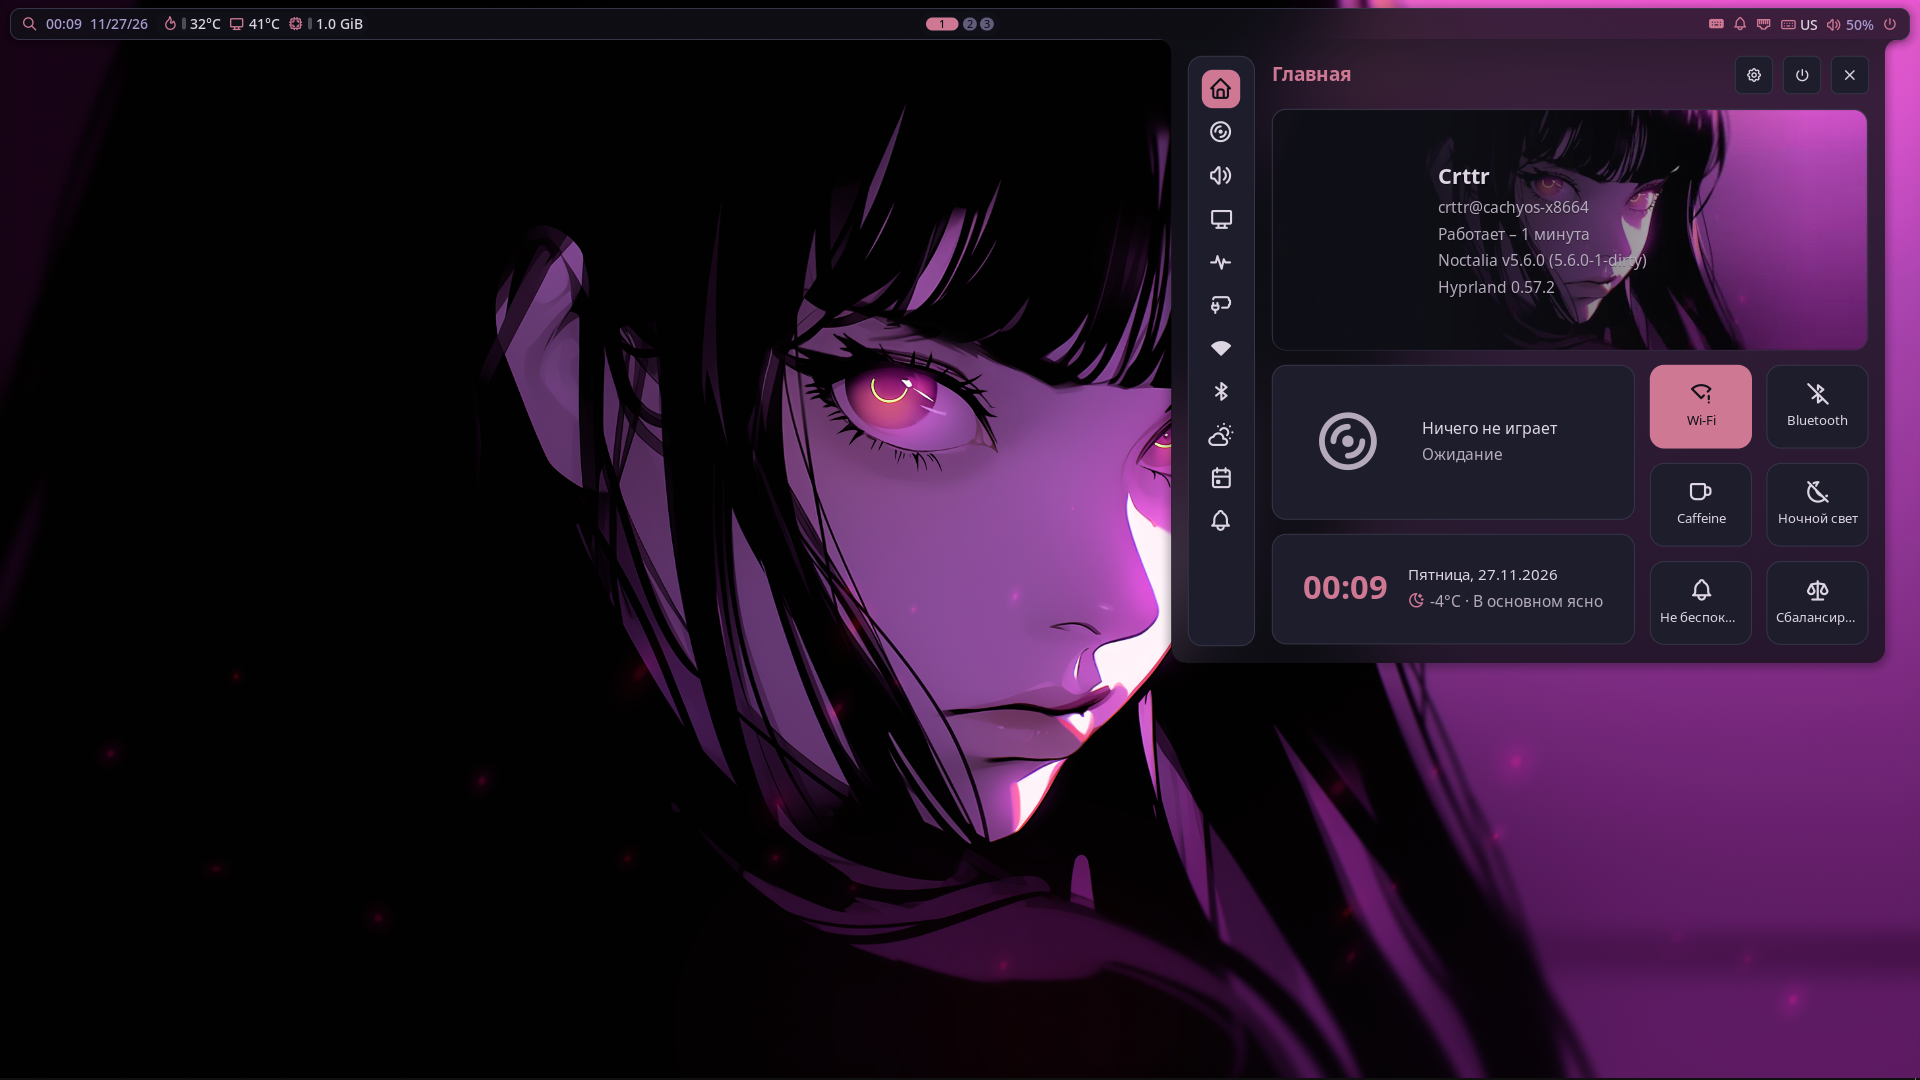 00:09 11/27/26 32°C 41°C 1.0 GiB
1 2 3
US 50%
Главная
Crttr
crttr@cachyos-x8664
Работает – 1 минута
Noctalia v5.6.0 (5.6.0-1-dirty)
Hyprland 0.57.2
Ничего не играет
Ожидание
Wi-Fi
Bluetooth
Caffeine
Ночной свет
00:09
Пятница, 27.11.2026
-4°C · В основном ясно
Не беспок...
Сбалансир...